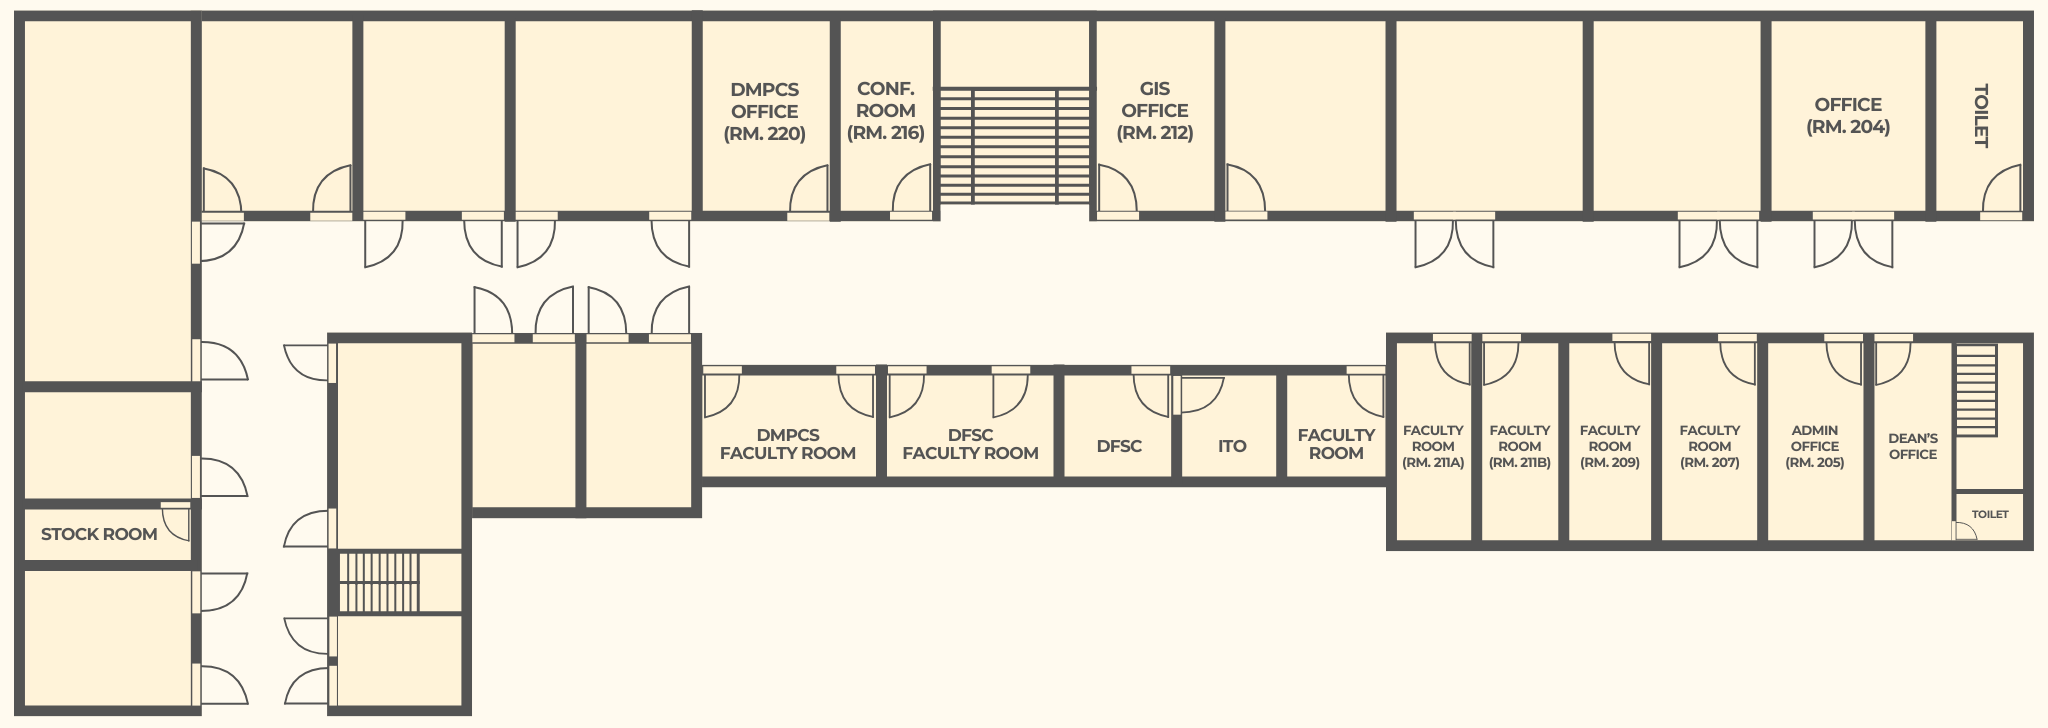 DMPCS
OFFICE
(RM. 220)
CONF.
ROOM
(RM. 216)
GIS
OFFICE
(RM. 212)
OFFICE
(RM. 204)
TOILET
STOCK ROOM
DMPCS
FACULTY ROOM
DFSC
FACULTY ROOM
DFSC
ITO
FACULTY
ROOM
FACULTY
ROOM
(RM. 211A)
FACULTY
ROOM
(RM. 211B)
FACULTY
ROOM
(RM. 209)
FACULTY
ROOM
(RM. 207)
ADMIN
OFFICE
(RM. 205)
DEAN'S
OFFICE
TOILET